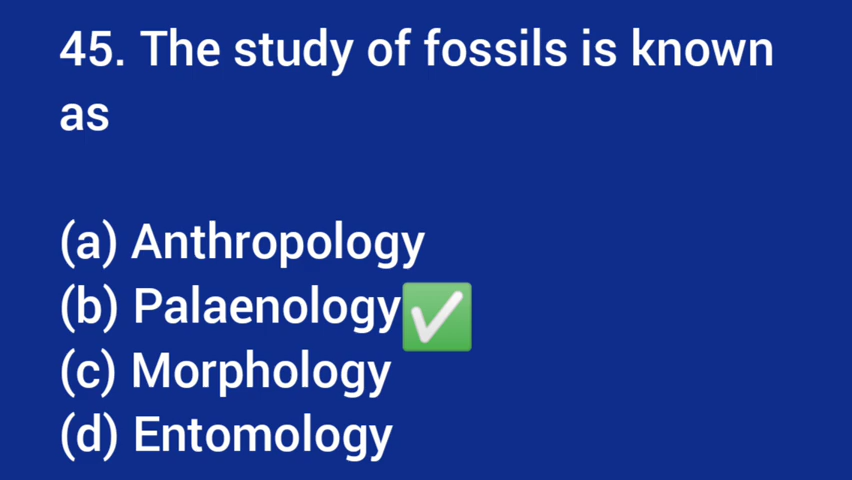 45. The study of fossils is known
as
(a) Anthropology
(b) Palaenology✅
(c) Morphology
(d) Entomology